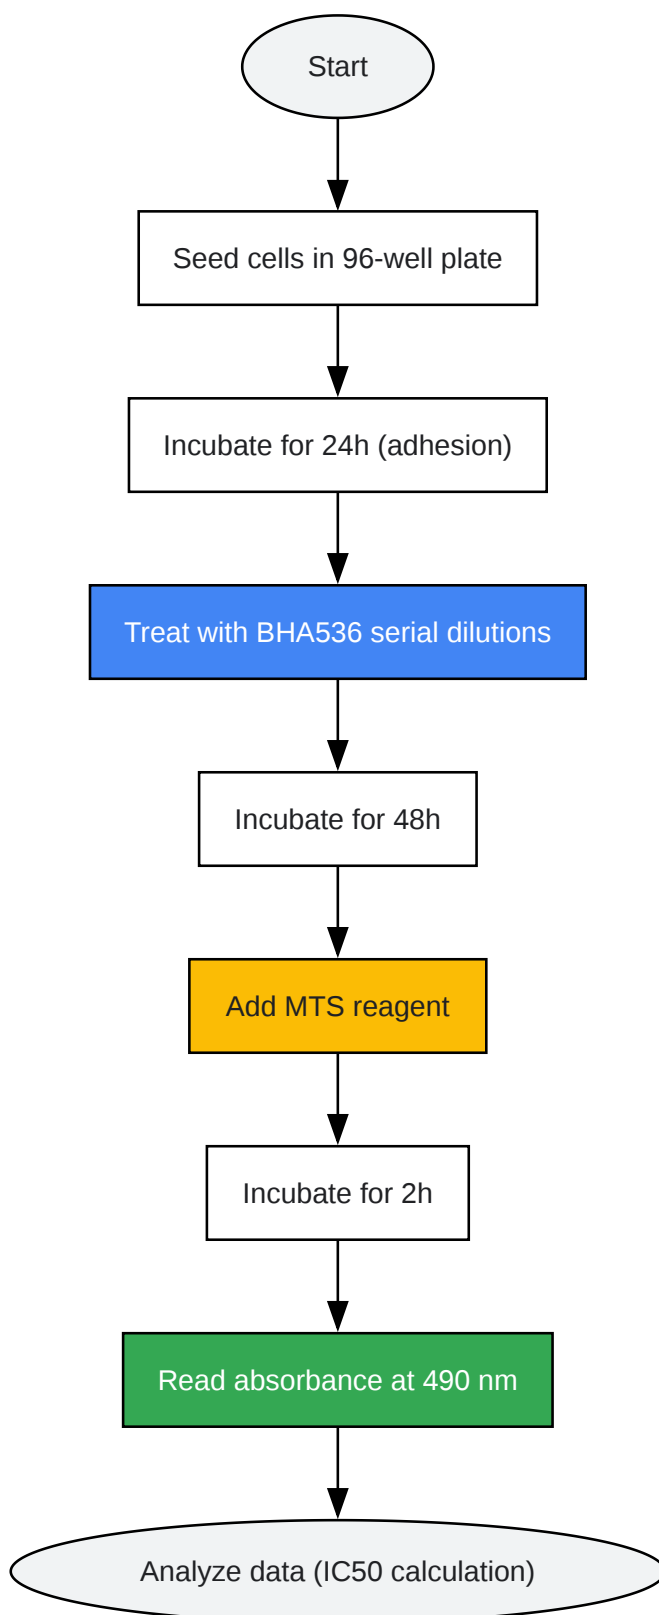 Start
Seed cells in 96-well plate
Incubate for 24h (adhesion)
Treat with BHA536 serial dilutions
Incubate for 48h
Add MTS reagent
Incubate for 2h
Read absorbance at 490 nm
Analyze data (IC50 calculation)